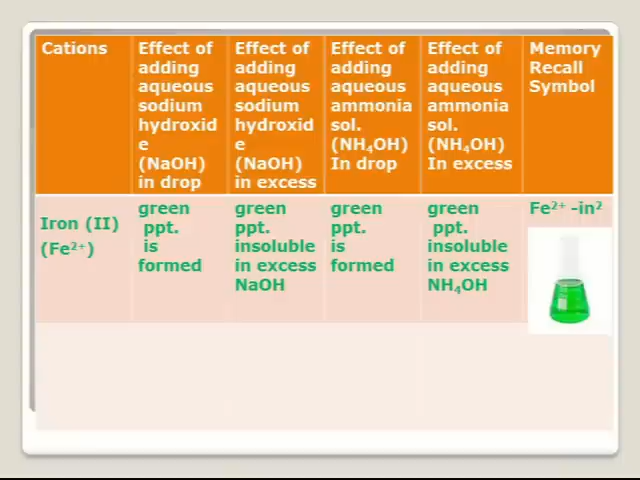 Cations
Effect of
adding
aqueous
sodium
hydroxid
e
(NaOH)
in drop
Effect of
adding
aqueous
sodium
hydroxid
e
(NaOH)
in excess
Effect of
adding
aqueous
ammonia
sol.
(NH₄OH)
In drop
Effect of
adding
aqueous
ammonia
sol.
(NH₄OH)
In excess
Memory
Recall
Symbol
Iron (II)
(Fe²⁺)
green
ppt.
is
formed
green
ppt.
insoluble
in excess
NaOH
green
ppt.
is
formed
green
ppt.
insoluble
in excess
NH₄OH
Fe²⁺ -in²